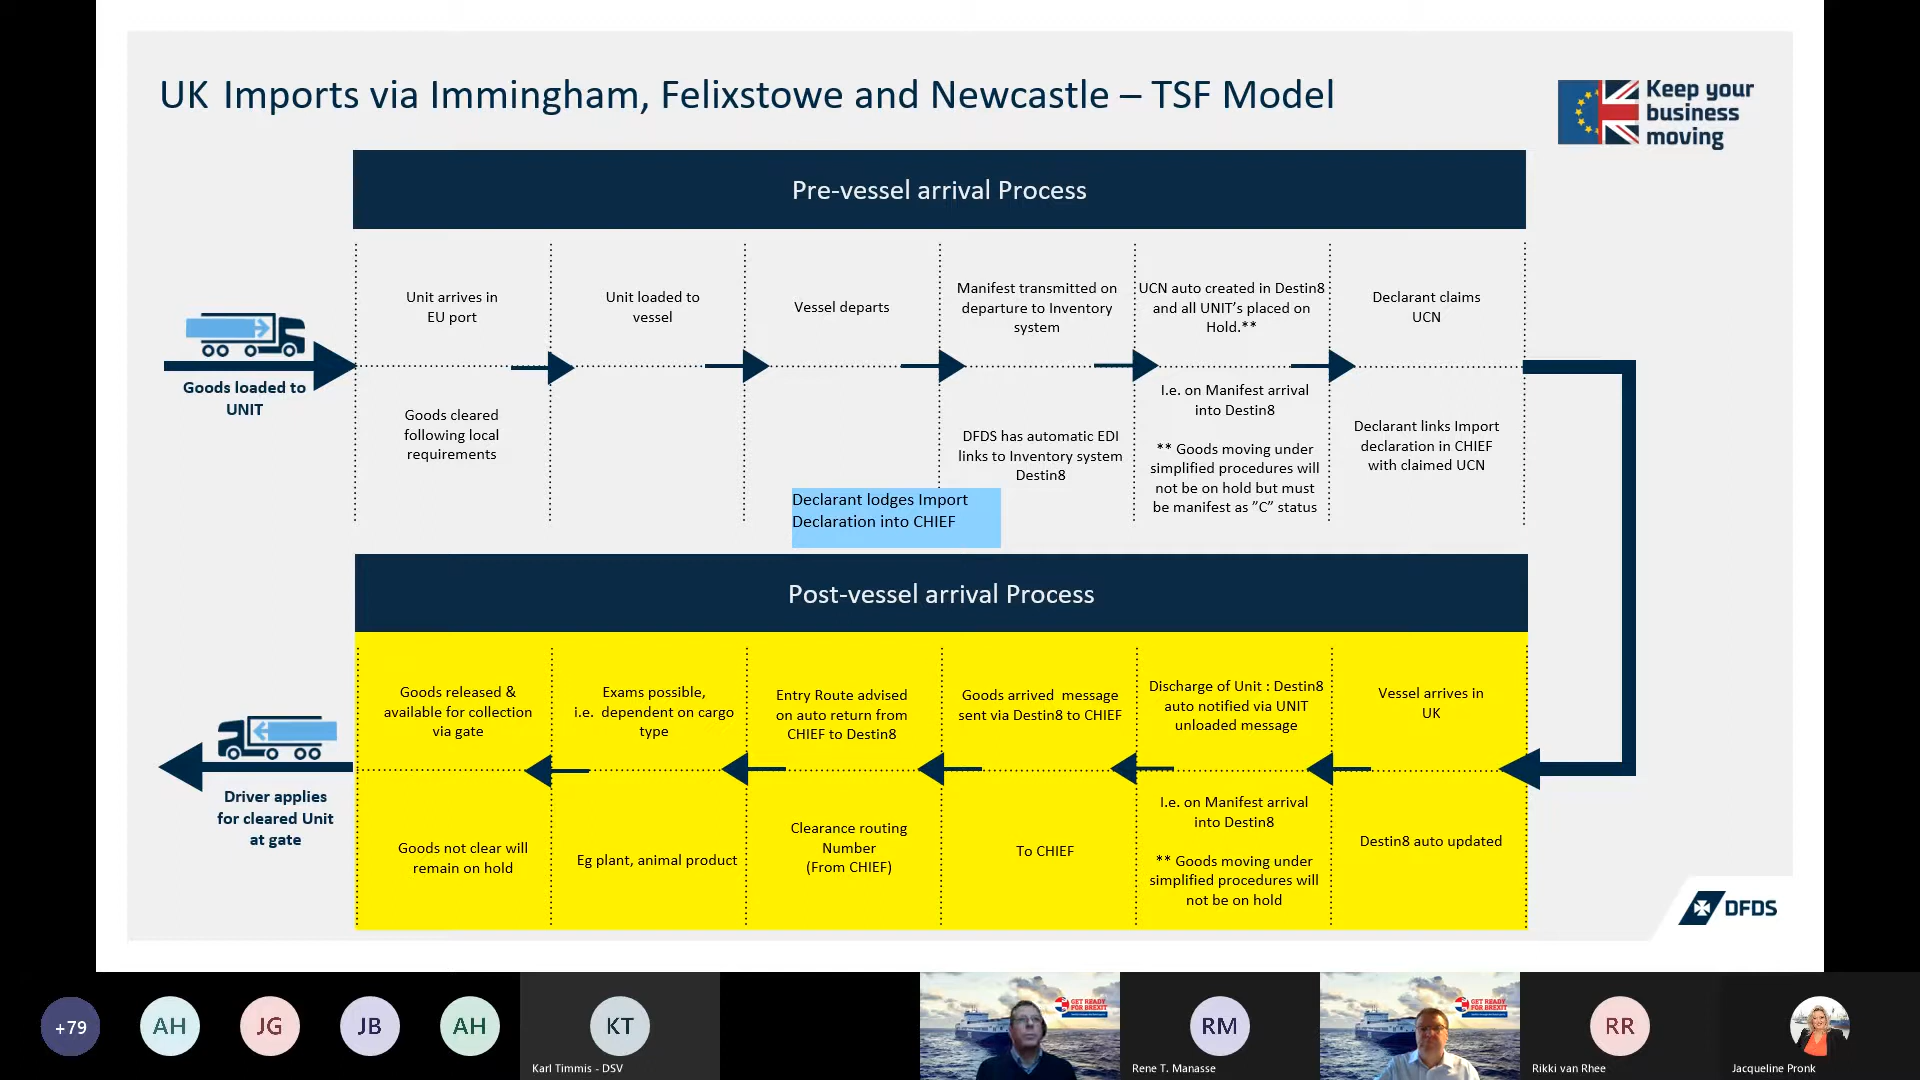 UK Imports via Immingham, Felixstowe and Newcastle – TSF Model
Keep your
business
moving
Pre-vessel arrival Process
Goods loaded to
UNIT
Unit arrives in
EU port
Goods cleared
following local
requirements
Unit loaded to
vessel
Vessel departs
Manifest transmitted on
departure to Inventory
system
DFDS has automatic EDI
links to Inventory system
Destin8
UCN auto created in Destin8
and all UNIT’s placed on
Hold.**
I.e. on Manifest arrival
into Destin8
** Goods moving under
simplified procedures will
not be on hold but must
be manifest as ”C” status
Declarant claims
UCN
Declarant links Import
declaration in CHIEF
with claimed UCN
Declarant lodges Import
Declaration into CHIEF
Post-vessel arrival Process
Driver applies
for cleared Unit
at gate
Goods released &
available for collection
via gate
Goods not clear will
remain on hold
Exams possible,
i.e. dependent on cargo
type
Eg plant, animal product
Entry Route advised
on auto return from
CHIEF to Destin8
Clearance routing
Number
(From CHIEF)
Goods arrived message
sent via Destin8 to CHIEF
To CHIEF
Discharge of Unit : Destin8
auto notified via UNIT
unloaded message
I.e. on Manifest arrival
into Destin8
** Goods moving under
simplified procedures will
not be on hold
Vessel arrives in
UK
Destin8 auto updated
DFDS
+79
AH
JG
JB
AH
KT
Karl Timmis - DSV
GET READY
FOR BREXIT
RM
Rene T. Manasse
GET READY
FOR BREXIT
RR
Rikki van Rhee
Jacqueline Pronk